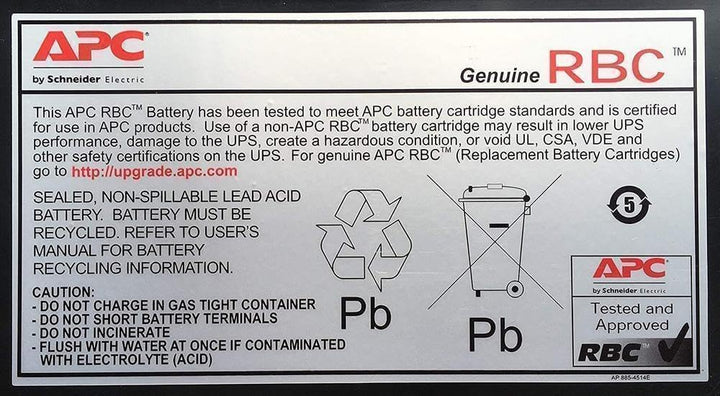 APC®
by Schneider Electric
Genuine RBC™
This APC RBC™ Battery has been tested to meet APC battery cartridge standards and is certified
for use in APC products. Use of a non-APC RBC™ battery cartridge may result in lower UPS
performance, damage to the UPS, create a hazardous condition, or void UL, CSA, VDE and
other safety certifications on the UPS. For genuine APC RBC™ (Replacement Battery Cartridges)
go to http://upgrade.apc.com
SEALED, NON-SPILLABLE LEAD ACID
BATTERY. BATTERY MUST BE
RECYCLED. REFER TO USER'S
MANUAL FOR BATTERY
RECYCLING INFORMATION.
CAUTION:
- DO NOT CHARGE IN GAS TIGHT CONTAINER
- DO NOT SHORT BATTERY TERMINALS
- DO NOT INCINERATE
- FLUSH WITH WATER AT ONCE IF CONTAMINATED
WITH ELECTROLYTE (ACID)
Pb
Pb
5
APC®
by Schneider Electric
Tested and
Approved
RBC™
AP 885-4514E